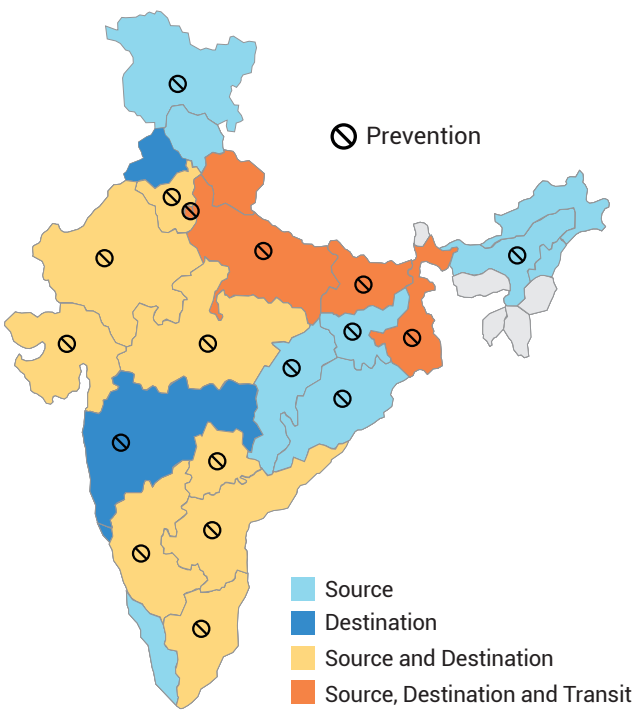 Prevention
Source
Destination
Source and Destination
Source, Destination and Transit